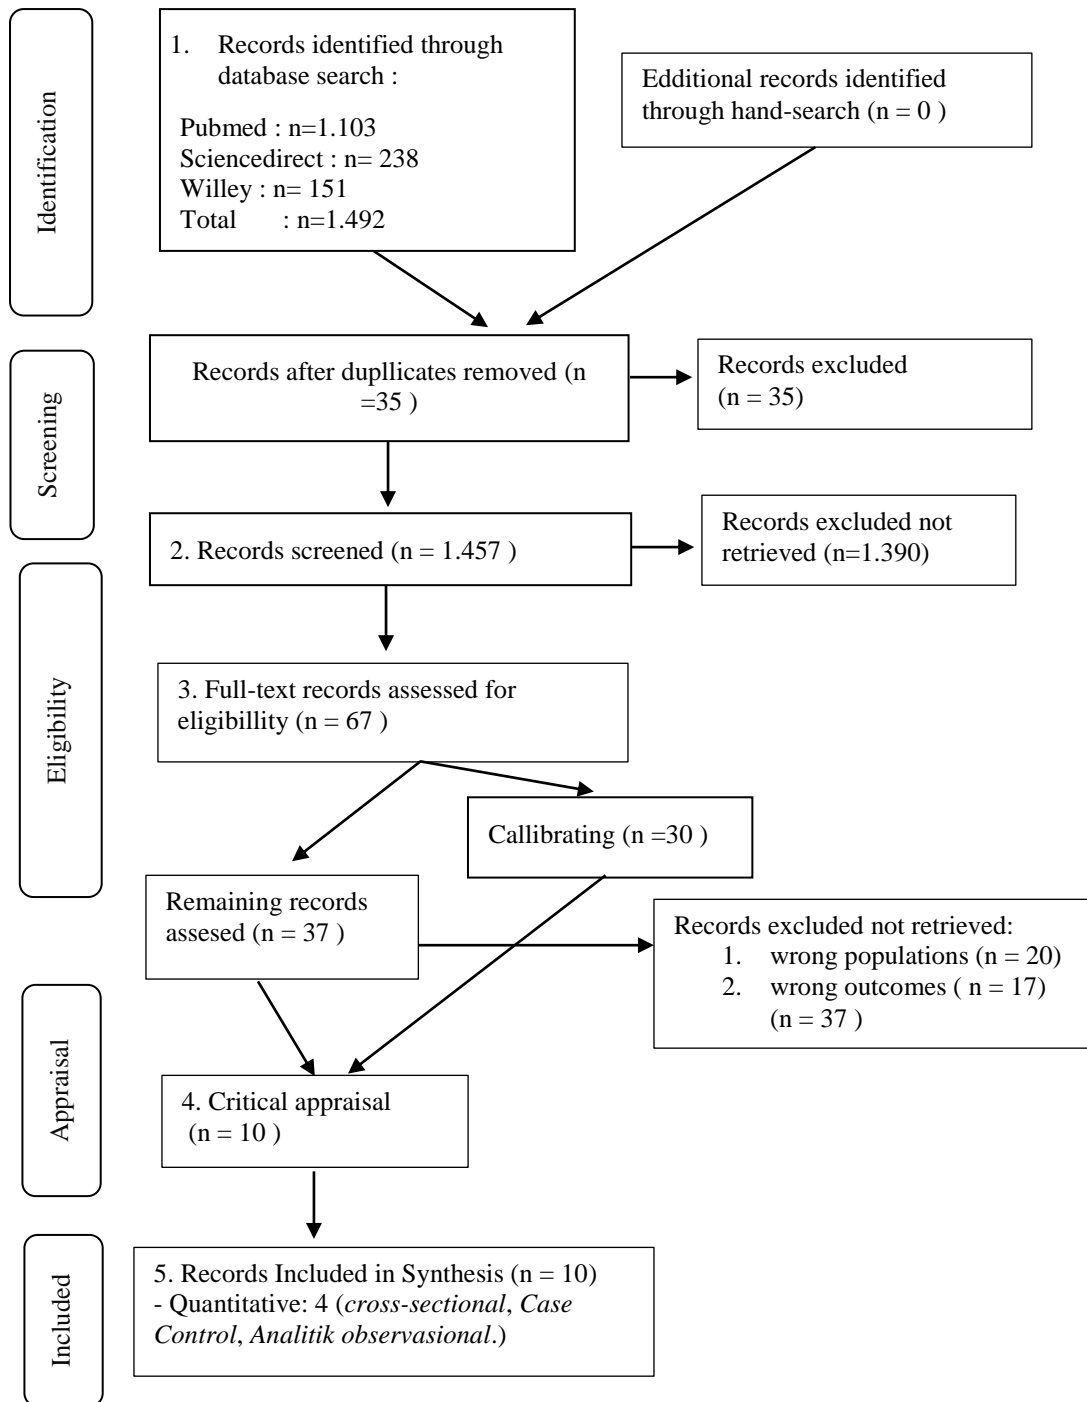 Identification
1. Records identified through
database search :
Pubmed : n=1.103
Sciencedirect : n= 238
Willey : n= 151
Total : n=1.492
Edditional records identified
through hand-search (n = 0 )
Screening
Records after dupllicates removed (n
=35 )
Records excluded
(n = 35)
2. Records screened (n = 1.457 )
Records excluded not
retrieved (n=1.390)
Eligibility
3. Full-text records assessed for
eligibillity (n = 67 )
Callibrating (n =30 )
Remaining records
assesed (n = 37 )
Records excluded not retrieved:
1. wrong populations (n = 20)
2. wrong outcomes ( n = 17)
(n = 37 )
Appraisal
4. Critical appraisal
(n = 10 )
Included
5. Records Included in Synthesis (n = 10)
- Quantitative: 4 (cross-sectional, Case
Control, Analitik observasional.)